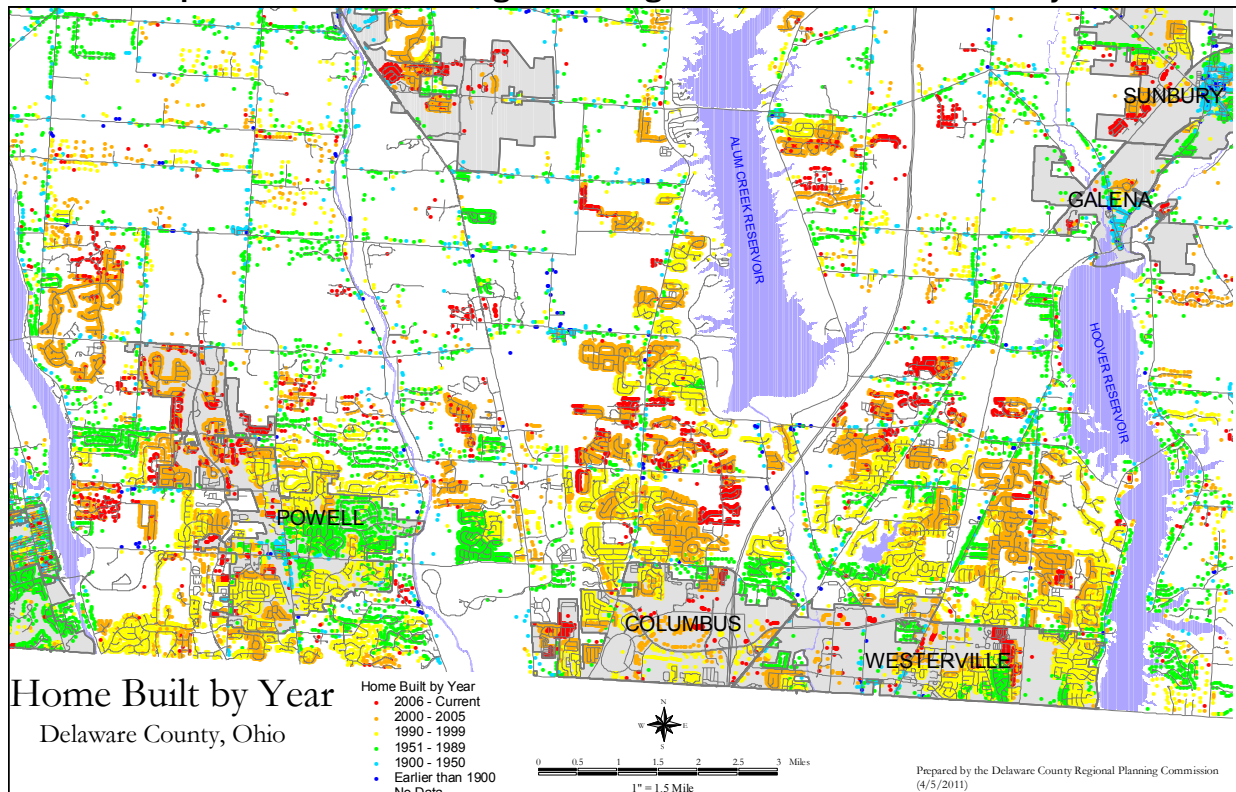 SUNBURY
GALENA
ALUM CREEK RESERVOIR
HOOVER RESERVOIR
POWELL
COLUMBUS
WESTERVILLE
Home Built by Year
Delaware County, Ohio
Home Built by Year
2006 - Current
2000 - 2005
1990 - 1999
1951 - 1989
1900 - 1950
Earlier than 1900
No Data
N
W E
S
0 0.5 1 1.5 2 2.5 3 Miles
1" = 1.5 Mile
Prepared by the Delaware County Regional Planning Commission
(4/5/2011)